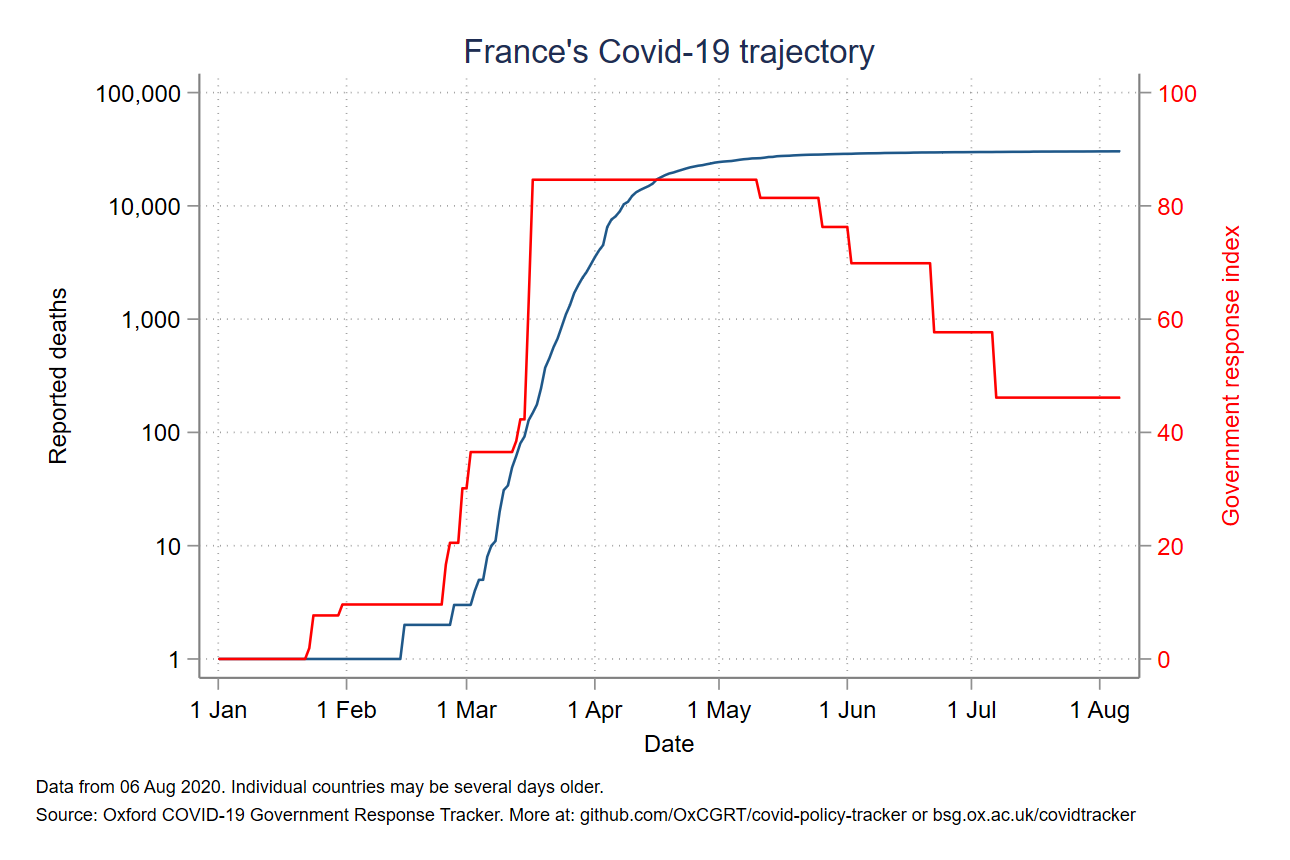 France's Covid-19 trajectory
100,000
10,000
1,000
100
10
1
Reported deaths
100
80
60
40
20
0
Government response index
1 Jan 1 Feb 1 Mar 1 Apr 1 May 1 Jun 1 Jul 1 Aug
Date
Data from 06 Aug 2020. Individual countries may be several days older.
Source: Oxford COVID-19 Government Response Tracker. More at: github.com/OxCGRT/covid-policy-tracker or bsg.ox.ac.uk/covidtracker